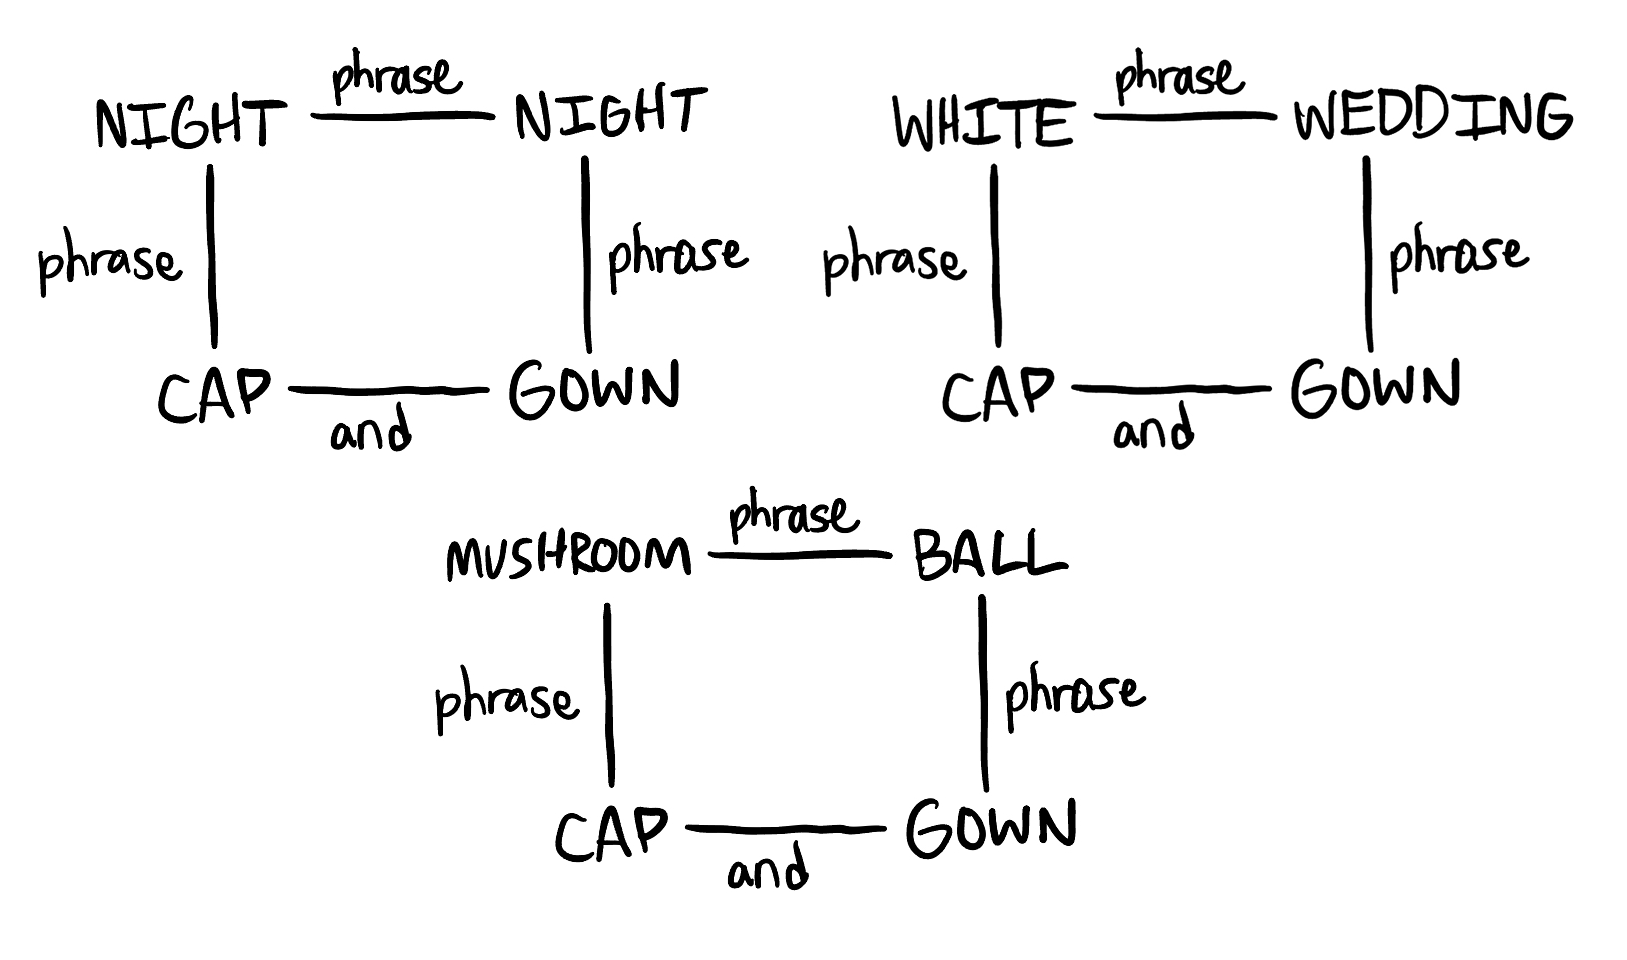 phrase
NIGHT NIGHT
phrase phrase
CAP GOWN
and
phrase
WHITE WEDDING
phrase phrase
CAP GOWN
and
phrase
MUSHROOM BALL
phrase phrase
CAP GOWN
and